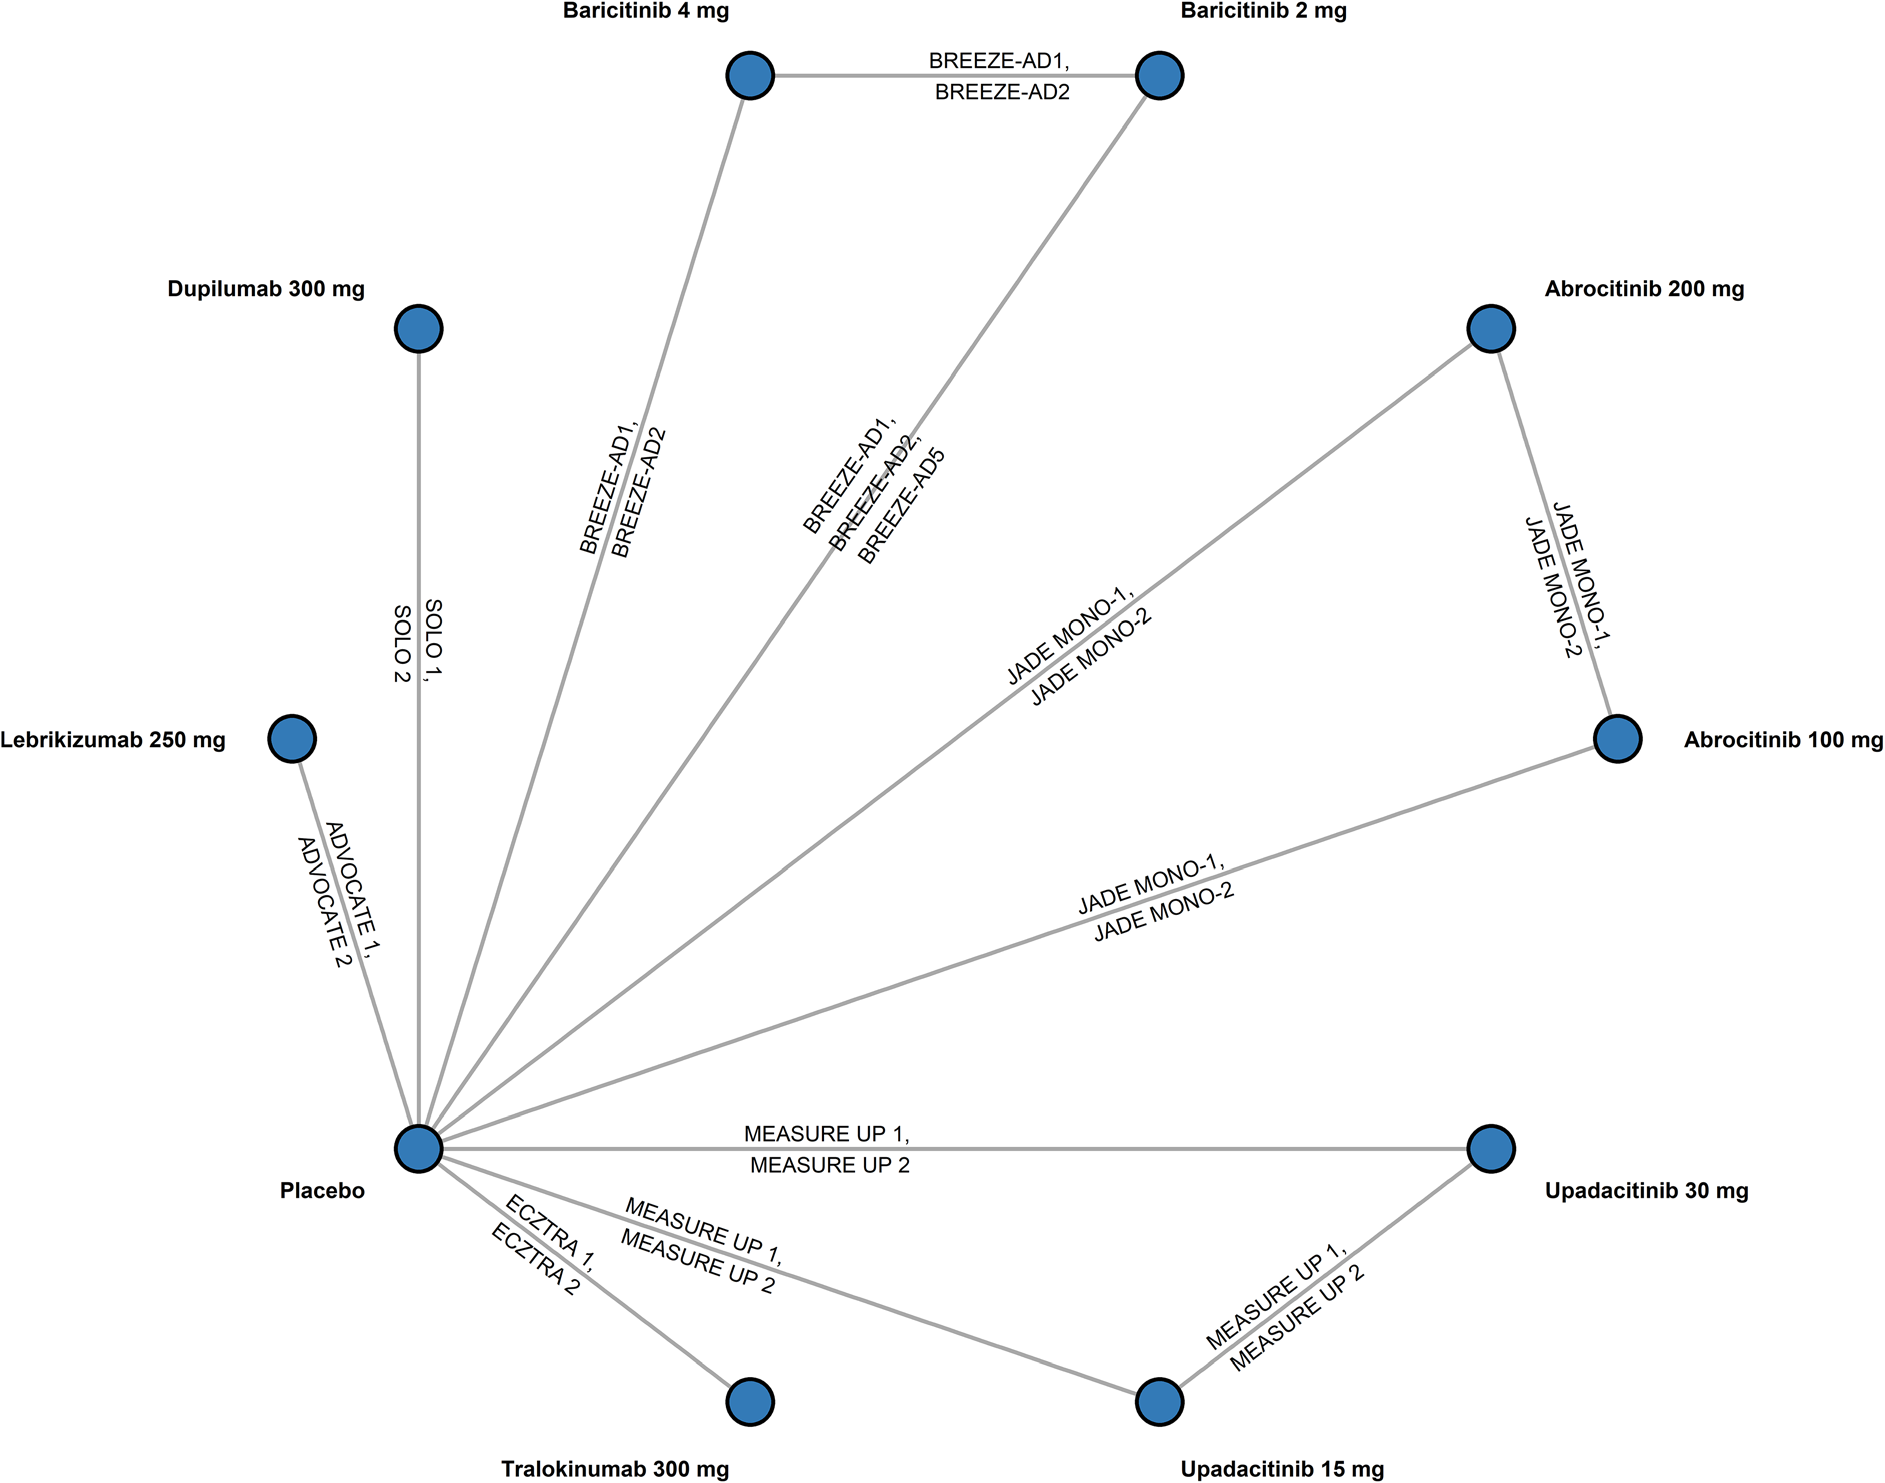 Baricitinib 4 mg
Baricitinib 2 mg
BREEZE-AD1,
BREEZE-AD2
Dupilumab 300 mg
Abrocitinib 200 mg
BREEZE-AD1,
BREEZE-AD2
BREEZE-AD1,
BREEZE-AD2,
BREEZE-AD5
JADE MONO-1,
JADE MONO-2
JADE MONO-1,
JADE MONO-2
SOLO 1,
SOLO 2
Lebrikizumab 250 mg
Abrocitinib 100 mg
ADVOCATE 1,
ADVOCATE 2
JADE MONO-1,
JADE MONO-2
MEASURE UP 1,
MEASURE UP 2
Placebo
Upadacitinib 30 mg
ECZTRA 1,
ECZTRA 2
MEASURE UP 1,
MEASURE UP 2
MEASURE UP 1,
MEASURE UP 2
Tralokinumab 300 mg
Upadacitinib 15 mg